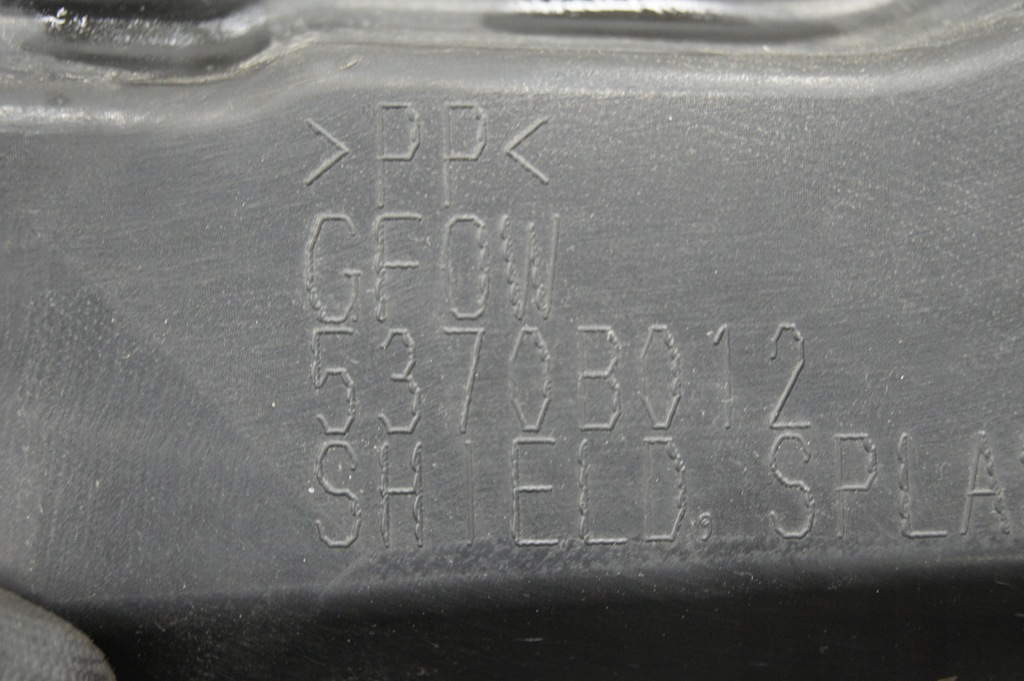 >PP<
GF0W
5370B012
SHIELD, SPLA